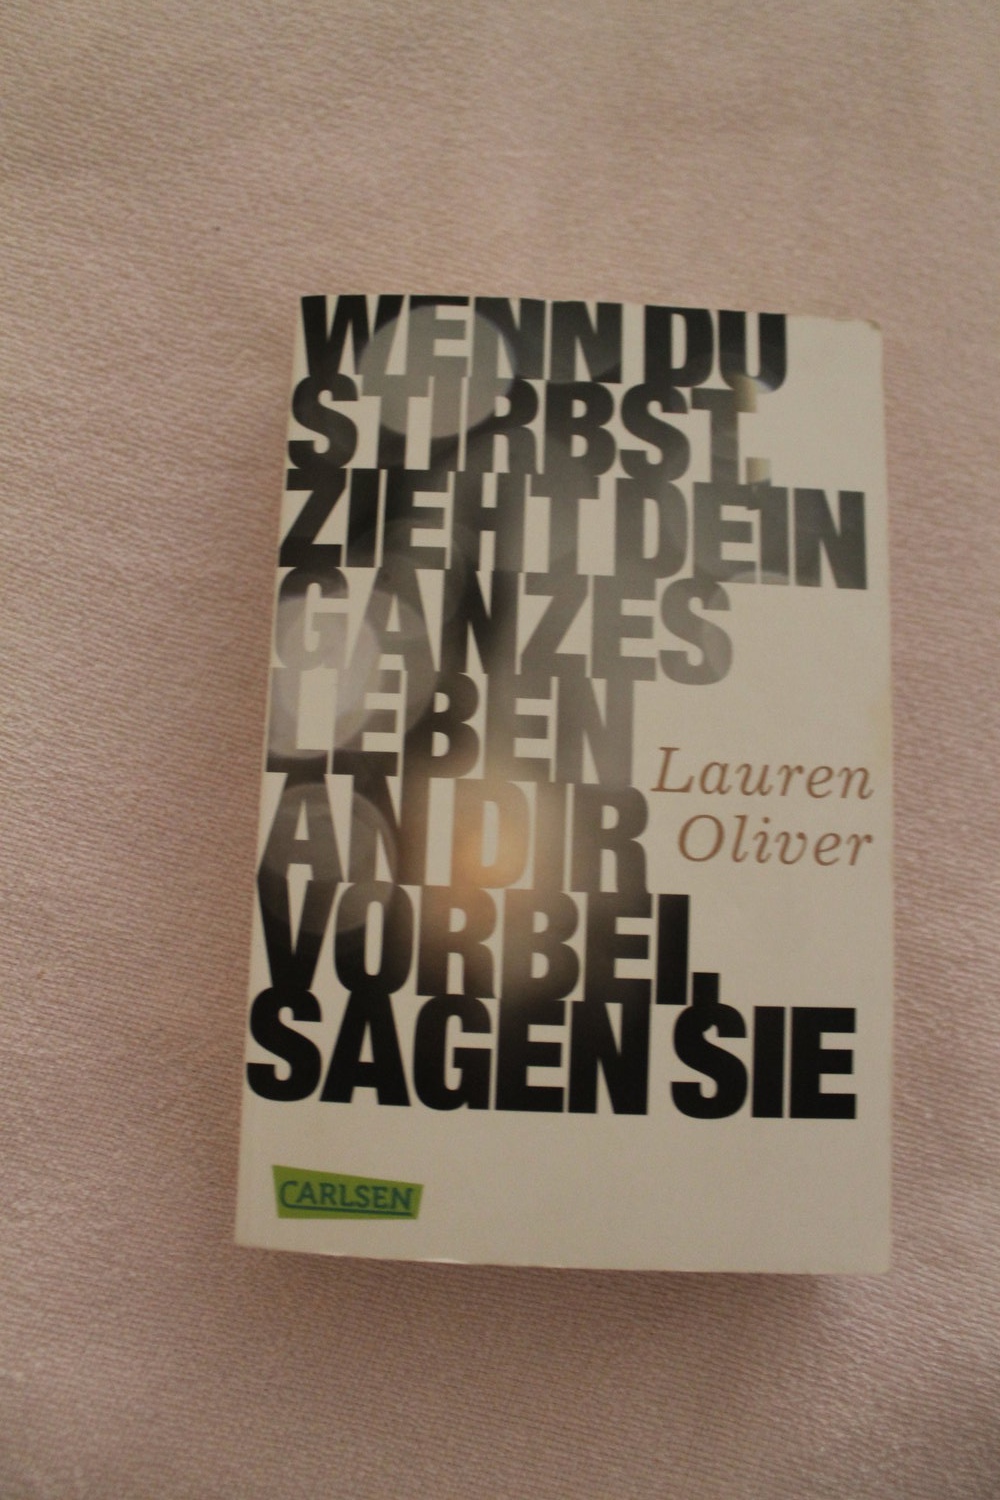 WENN DU
STIRBST,
ZIEHT DEIN
GANZES
LEBEN
AN DIR
VORBEI,
SAGEN SIE
Lauren
Oliver
CARLSEN